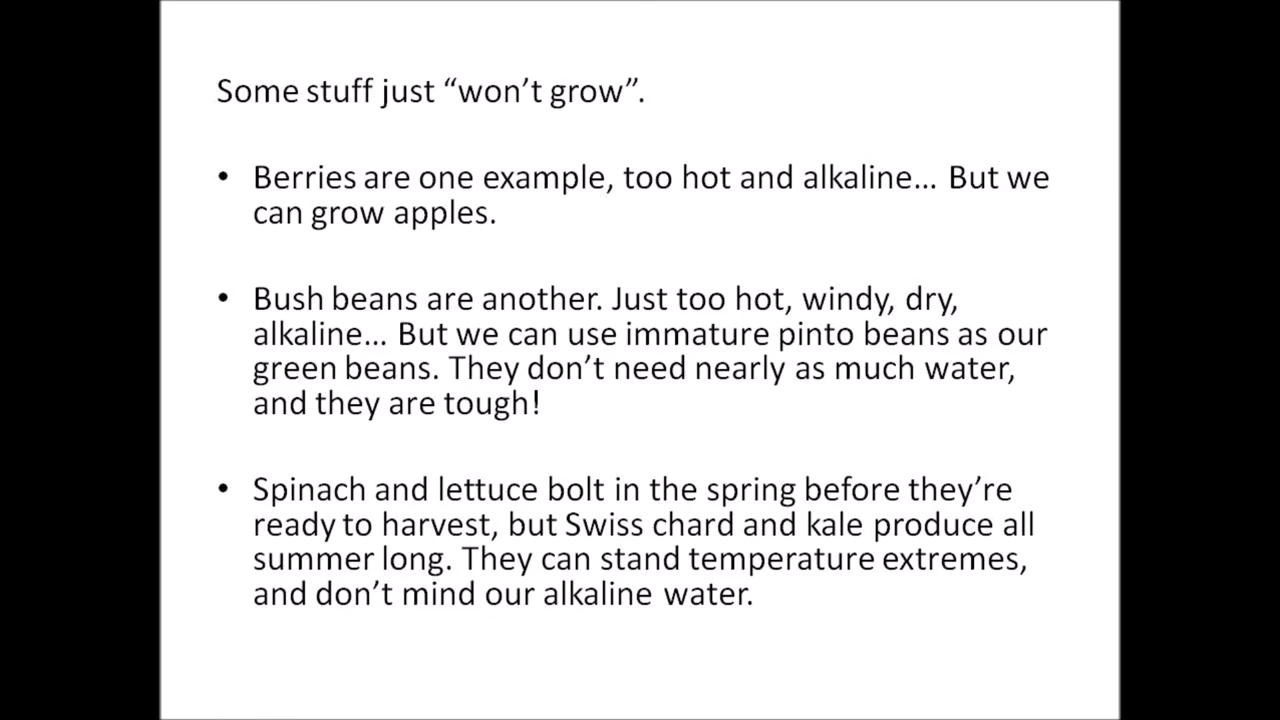 Some stuff just “won’t grow”.
• Berries are one example, too hot and alkaline... But we
can grow apples.
• Bush beans are another. Just too hot, windy, dry,
alkaline... But we can use immature pinto beans as our
green beans. They don’t need nearly as much water,
and they are tough!
• Spinach and lettuce bolt in the spring before they’re
ready to harvest, but Swiss chard and kale produce all
summer long. They can stand temperature extremes,
and don’t mind our alkaline water.